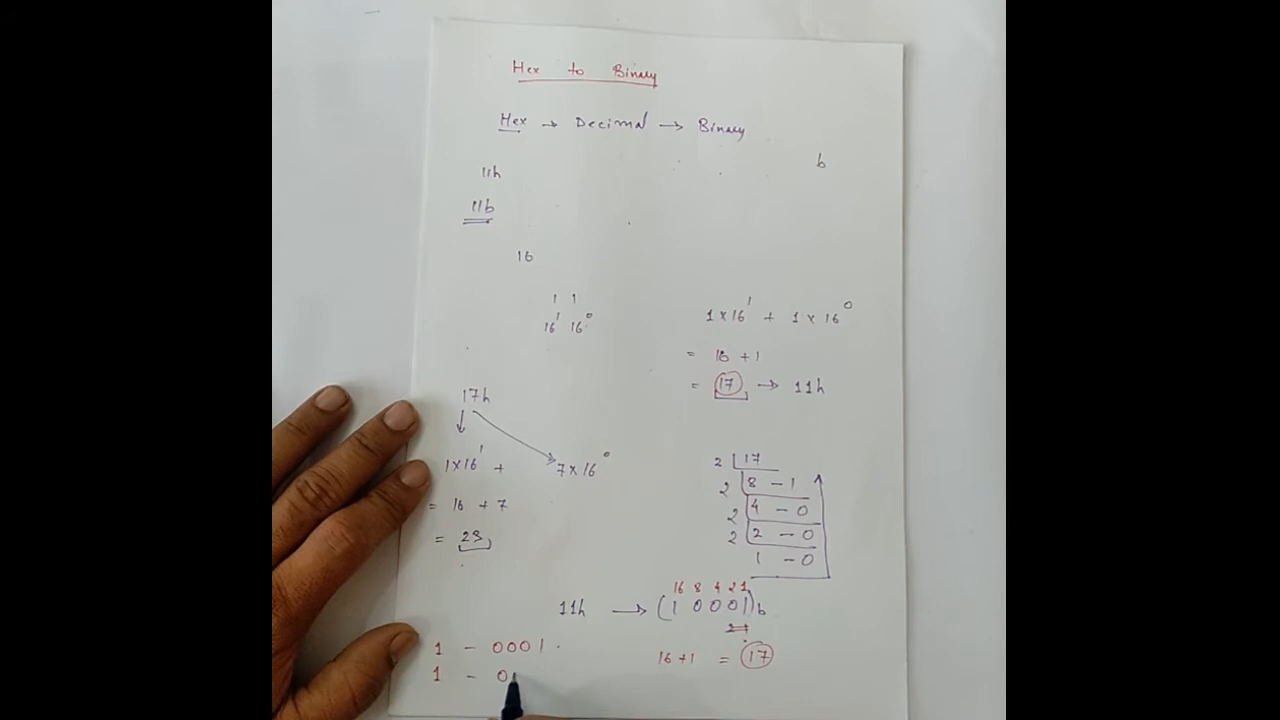 Hex to Binary
Hex → Decimal → Binary
b
11h
11b
16
1 1
16¹ 16⁰
1 × 16¹ + 1 × 16⁰
= 16 + 1
= 17 → 11h
17h
1×16¹ + 7×16⁰
= 16 + 7
= 23
2 17
2 8 - 1
2 4 - 0
2 2 - 0
1 - 0
16 8 4 2 1
11h → (1 0 0 0 1)b
16+1 = 17
1 - 0001
1 - 0